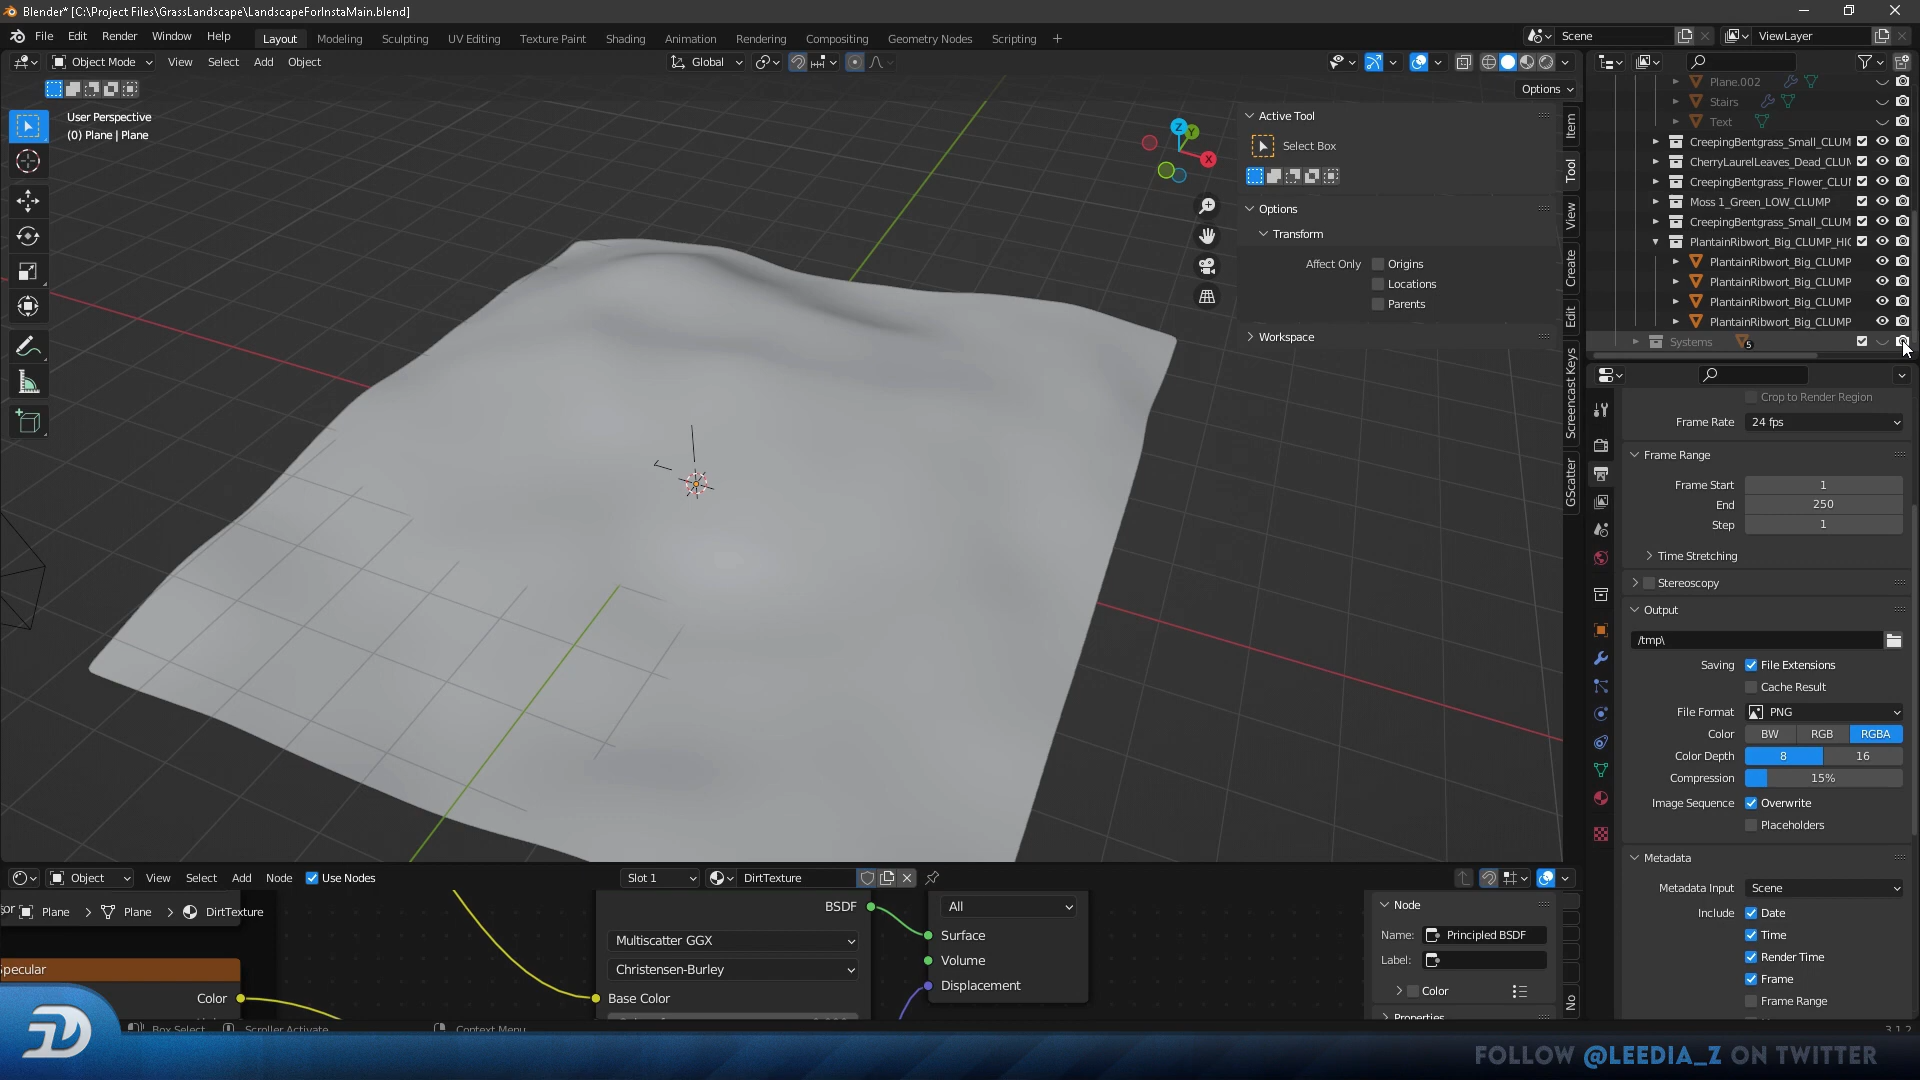 Blender* [C:\Project Files\GrassLandscape\LandscapeForInstaMain.blend]
File Edit Render Window Help Layout Modeling Sculpting UV Editing Texture Paint Shading Animation Rendering Compositing Geometry Nodes Scripting + Scene ViewLayer
Object Mode View Select Add Object Global
Options
User Perspective
(0) Plane | Plane
Active Tool
Select Box
Options
Transform
Affect Only Origins
Locations
Parents
Workspace
Item
Tool
View
Create
Edit
Screencast Keys
GScatter
X
Y
Z
Plane.002
Stairs
Text
CreepingBentgrass_Small_CLUM
CherryLaurelLeaves_Dead_CLUM
CreepingBentgrass_Flower_CLU
Moss 1_Green_LOW_CLUMP
CreepingBentgrass_Small_CLUM
PlantainRibwort_Big_CLUMP_HIG
PlantainRibwort_Big_CLUMP
PlantainRibwort_Big_CLUMP
PlantainRibwort_Big_CLUMP
PlantainRibwort_Big_CLUMP
Systems 5
Crop to Render Region
Frame Rate 24 fps
Frame Range
Frame Start 1
End 250
Step 1
Time Stretching
Stereoscopy
Output
/tmp\
Saving File Extensions
Cache Result
File Format PNG
Color BW RGB RGBA
Color Depth 8 16
Compression 15%
Image Sequence Overwrite
Placeholders
Metadata
Metadata Input Scene
Include Date
Time
Render Time
Frame
Frame Range
Object View Select Add Node Use Nodes Slot 1 DirtTexture
Plane > Plane > DirtTexture
Specular
Color
BSDF
Multiscatter GGX
Christensen-Burley
Base Color
All
Surface
Volume
Displacement
Node
Name: Principled BSDF
Label:
Color
Properties
No
Box Select Scroller Activate Context Menu
3.1.2
FOLLOW @LEEDIA_Z ON TWITTER